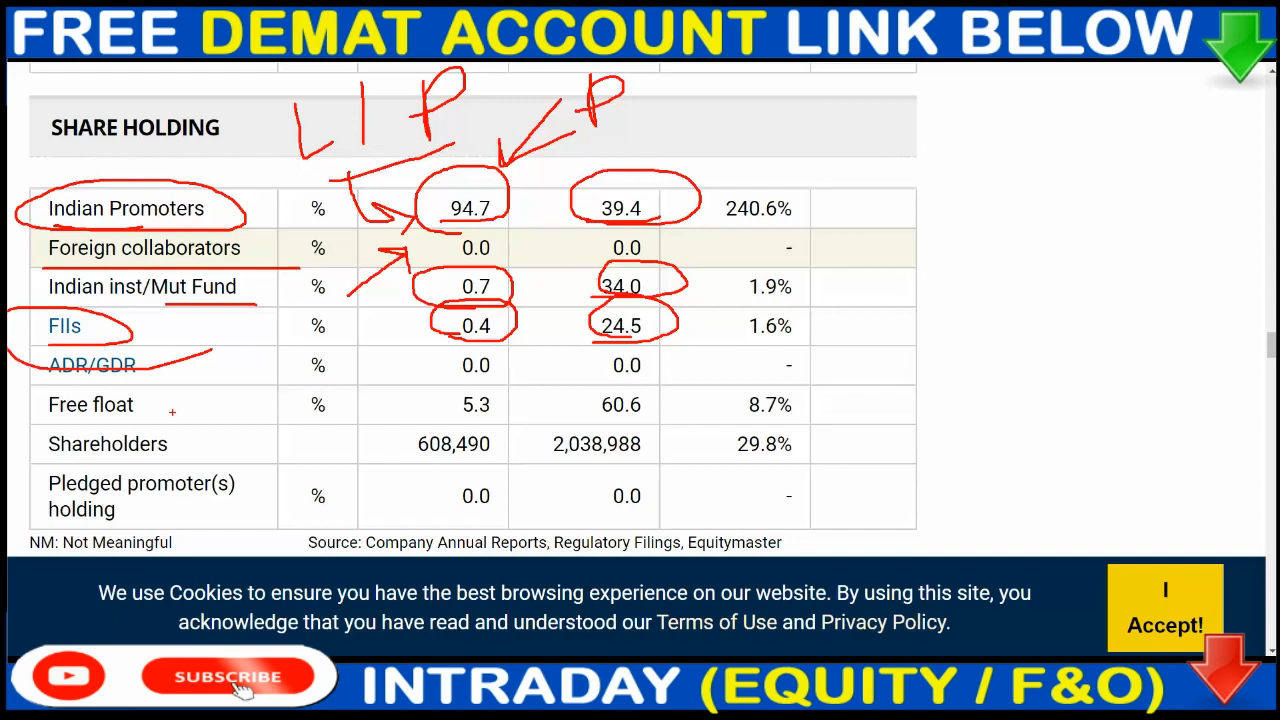 FREE DEMAT ACCOUNT LINK BELOW
L I P P
SHARE HOLDING
Indian Promoters % 94.7 39.4 240.6%
Foreign collaborators % 0.0 0.0 -
Indian inst/Mut Fund % 0.7 34.0 1.9%
FIIs % 0.4 24.5 1.6%
ADR/GDR % 0.0 0.0 -
Free float % 5.3 60.6 8.7%
Shareholders 608,490 2,038,988 29.8%
Pledged promoter(s)
holding % 0.0 0.0 -
NM: Not Meaningful Source: Company Annual Reports, Regulatory Filings, Equitymaster
We use Cookies to ensure you have the best browsing experience on our website. By using this site, you
acknowledge that you have read and understood our Terms of Use and Privacy Policy.
I
Accept!
SUBSCRIBE
INTRADAY (EQUITY / F&O)